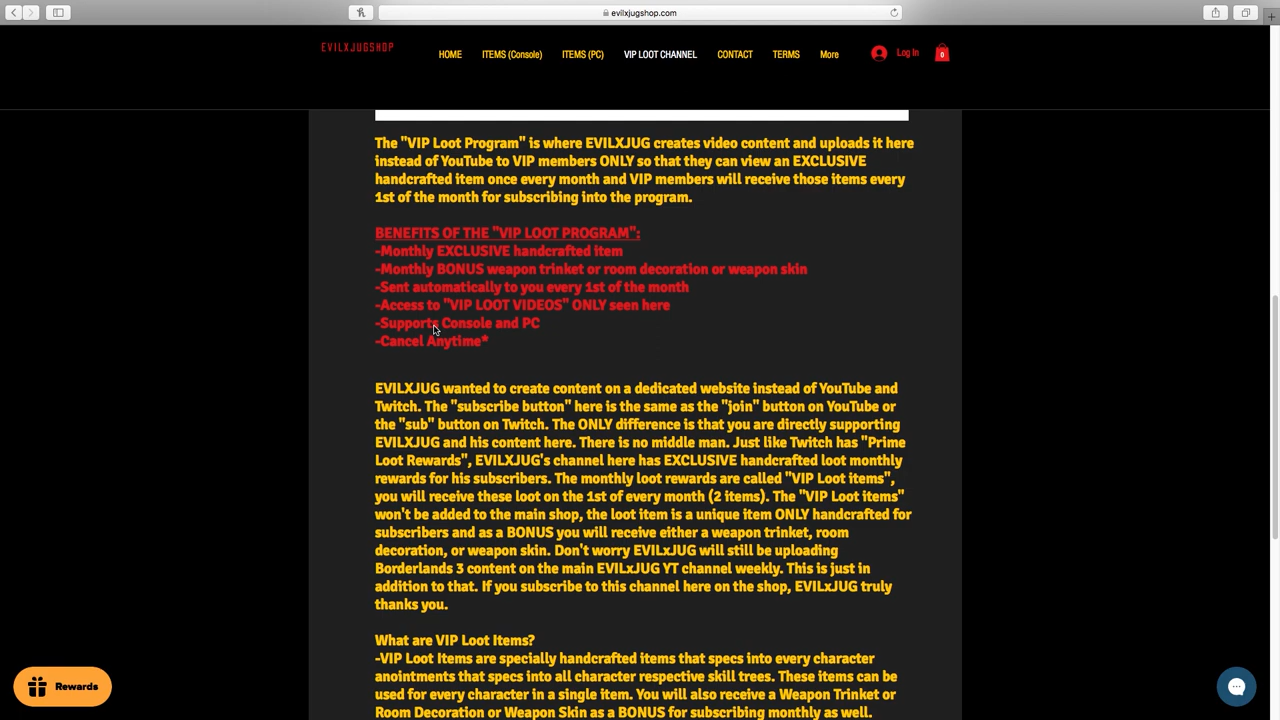 evilxjugshop.com
EVILXJUGSHOP
HOME ITEMS (Console) ITEMS (PC) VIP LOOT CHANNEL CONTACT TERMS More Log In 0
The "VIP Loot Program" is where EVILXJUG creates video content and uploads it here
instead of YouTube to VIP members ONLY so that they can view an EXCLUSIVE
handcrafted item once every month and VIP members will receive those items every
1st of the month for subscribing into the program.
BENEFITS OF THE "VIP LOOT PROGRAM":
-Monthly EXCLUSIVE handcrafted item
-Monthly BONUS weapon trinket or room decoration or weapon skin
-Sent automatically to you every 1st of the month
-Access to "VIP LOOT VIDEOS" ONLY seen here
-Supports Console and PC
-Cancel Anytime*
EVILXJUG wanted to create content on a dedicated website instead of YouTube and
Twitch. The "subscribe button" here is the same as the "join" button on YouTube or
the "sub" button on Twitch. The ONLY difference is that you are directly supporting
EVILXJUG and his content here. There is no middle man. Just like Twitch has "Prime
Loot Rewards", EVILXJUG's channel here has EXCLUSIVE handcrafted loot monthly
rewards for his subscribers. The monthly loot rewards are called "VIP Loot items",
you will receive these loot on the 1st of every month (2 items). The "VIP Loot items"
won't be added to the main shop, the loot item is a unique item ONLY handcrafted for
subscribers and as a BONUS you will receive either a weapon trinket, room
decoration, or weapon skin. Don't worry EVILxJUG will still be uploading
Borderlands 3 content on the main EVILxJUG YT channel weekly. This is just in
addition to that. If you subscribe to this channel here on the shop, EVILxJUG truly
thanks you.
What are VIP Loot Items?
-VIP Loot Items are specially handcrafted items that specs into every character
anointments that specs into all character respective skill trees. These items can be
used for every character in a single item. You will also receive a Weapon Trinket or
Room Decoration or Weapon Skin as a BONUS for subscribing monthly as well.
Rewards